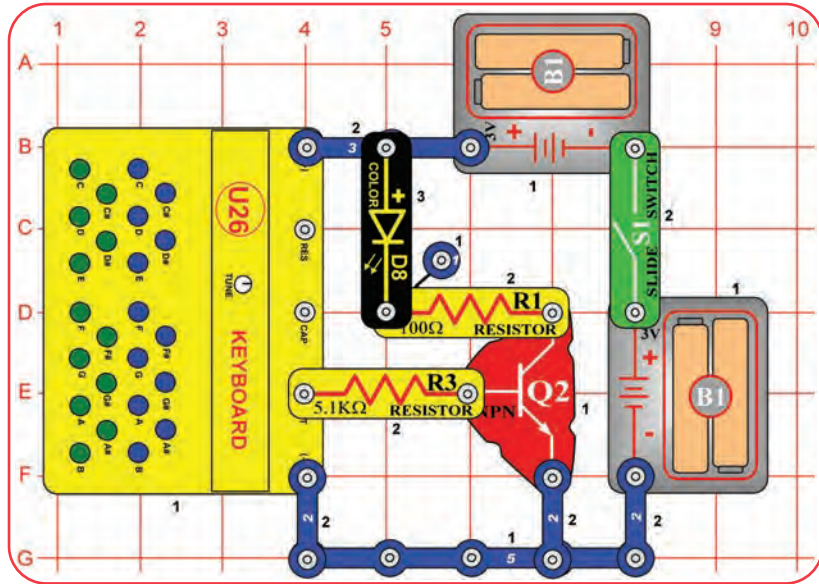 1 2 3 4 5 6 7 8 9 10
A
B1
3V + -
1
B
2
3
COLOR
+
D8
3
S1
SLIDE SWITCH
2
C
U26
KEYBOARD
TUNE
RES
CAP
C C# D D# E F F# G G# A A# B
C C# D D# E F F# G G# A A# B
1
1
1
D
2
R1
100Ω RESISTOR
3V
+
-
B1
1
E
R3
5.1KΩ RESISTOR
2
NPN
Q2
1
F
2 2
2 2
2 2
G
1
5